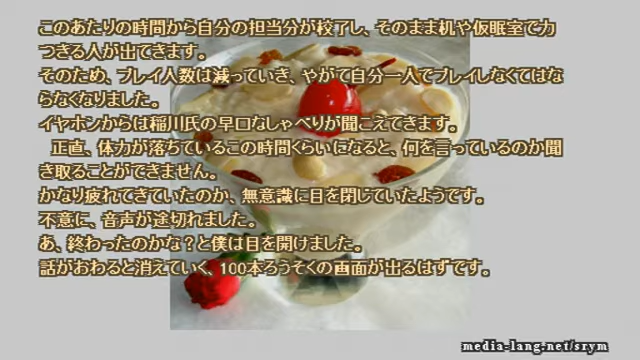 このあたりの時間から自分の担当分が校了し、そのまま机や仮眠室で力
つきる人が出てきます。
そのため、プレイ人数は減っていき、やがて自分一人でプレイしなくてはな
らなくなりました。
イヤホンからは稲川氏の早口なしゃべりが聞こえてきます。
　正直、体力が落ちているこの時間くらいになると、何を言っているのか聞
き取ることができません。
かなり疲れてきていたのか、無意識に目を閉じていたようです。
不意に、音声が途切れました。
あ、終わったのかな？と僕は目を開けました。
話がおわると消えていく、100本ろうそくの画面が出るはずです。
media-lang.net/srym